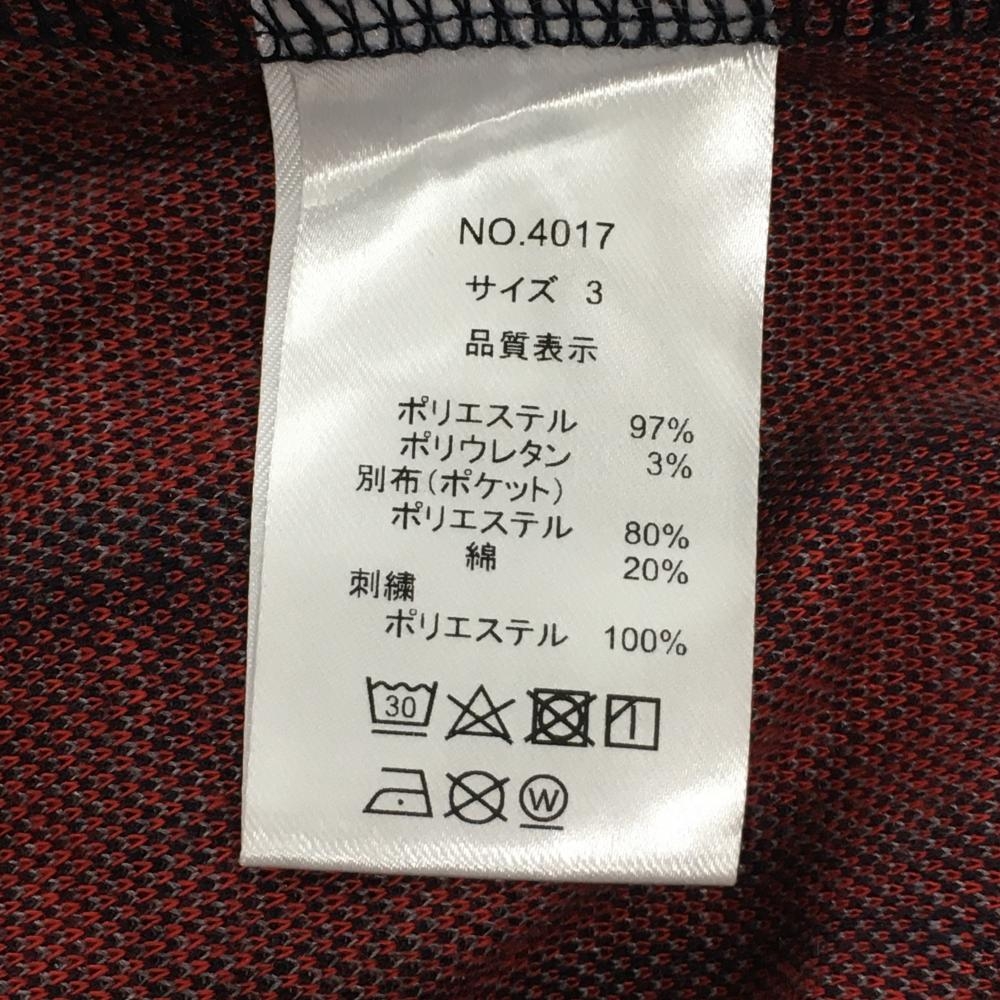 NO.4017
サイズ 3
品質表示
ポリエステル 97%
ポリウレタン 3%
別布(ポケット)
ポリエステル 80%
綿 20%
刺繍
ポリエステル 100%
30
W